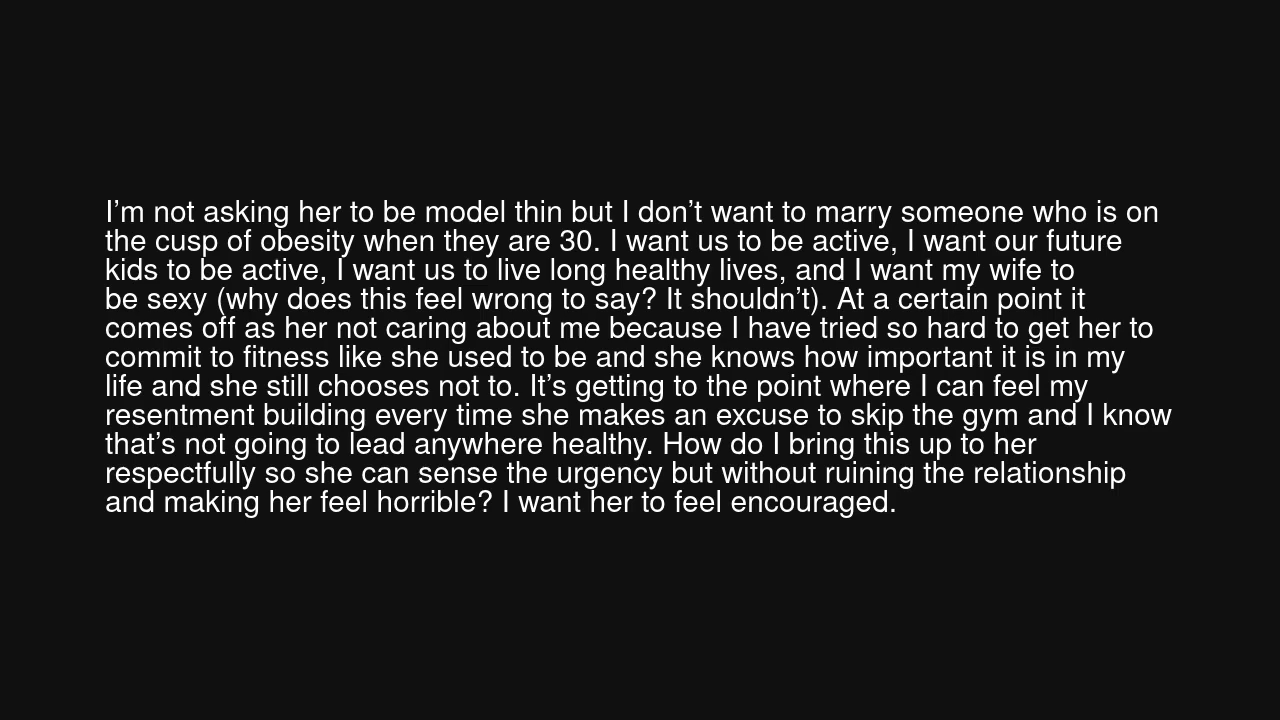 I’m not asking her to be model thin but I don’t want to marry someone who is on
the cusp of obesity when they are 30. I want us to be active, I want our future
kids to be active, I want us to live long healthy lives, and I want my wife to
be sexy (why does this feel wrong to say? It shouldn’t). At a certain point it
comes off as her not caring about me because I have tried so hard to get her to
commit to fitness like she used to be and she knows how important it is in my
life and she still chooses not to. It’s getting to the point where I can feel my
resentment building every time she makes an excuse to skip the gym and I know
that’s not going to lead anywhere healthy. How do I bring this up to her
respectfully so she can sense the urgency but without ruining the relationship
and making her feel horrible? I want her to feel encouraged.